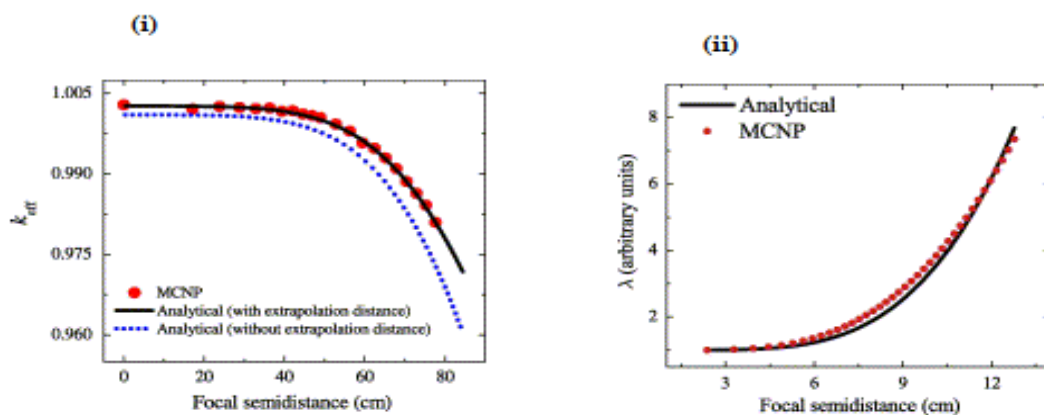 (i)
1.005
0.990
0.975
0.960
k_eff
MCNP
Analytical (with extrapolation distance)
Analytical (without extrapolation distance)
0 20 40 60 80
Focal semidistance (cm)
(ii)
Analytical
MCNP
8
6
4
2
λ (arbitrary units)
3 6 9 12
Focal semidistance (cm)